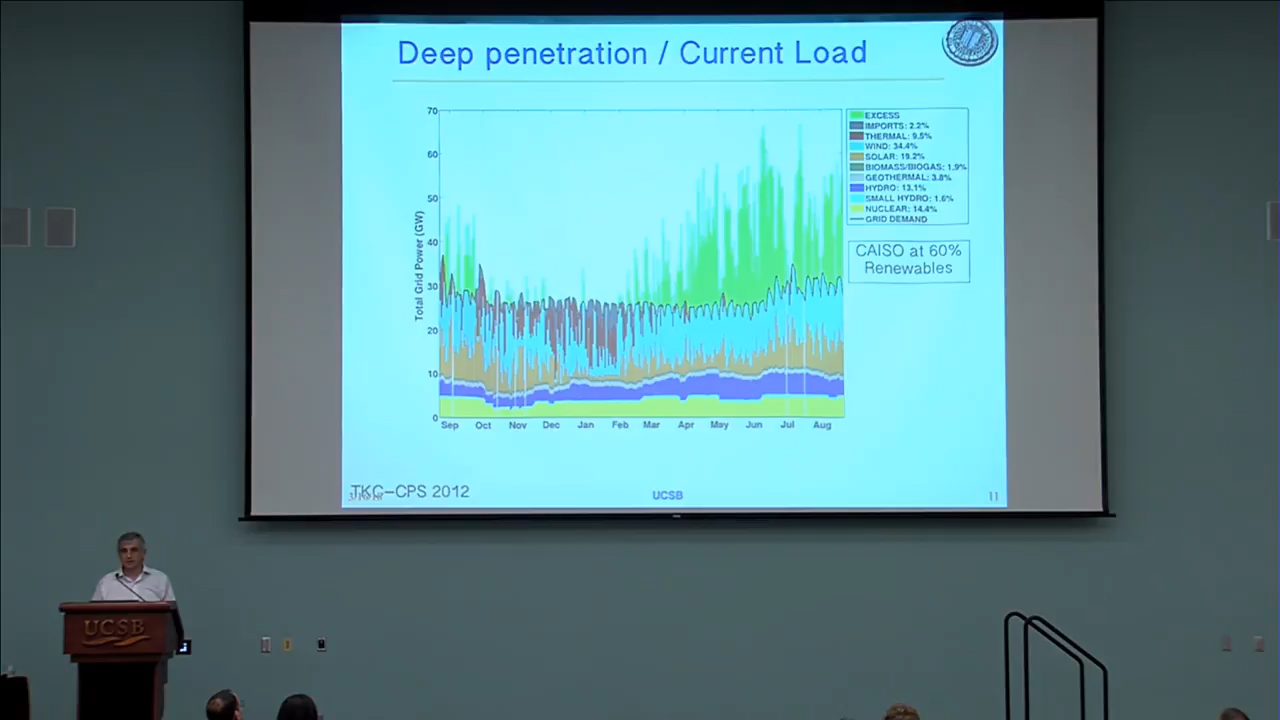 Deep penetration / Current Load
70
60
50
40
30
20
10
0
Total Grid Power (GW)
Sep Oct Nov Dec Jan Feb Mar Apr May Jun Jul Aug
EXCESS
IMPORTS: 2.2%
THERMAL: 9.5%
WIND: 34.4%
SOLAR: 19.2%
BIOMASS/BIOGAS: 1.9%
GEOTHERMAL: 3.8%
HYDRO: 13.1%
SMALL HYDRO: 1.6%
NUCLEAR: 14.4%
GRID DEMAND
CAISO at 60%
Renewables
TKC-CPS 2012
UCSB
11
UCSB